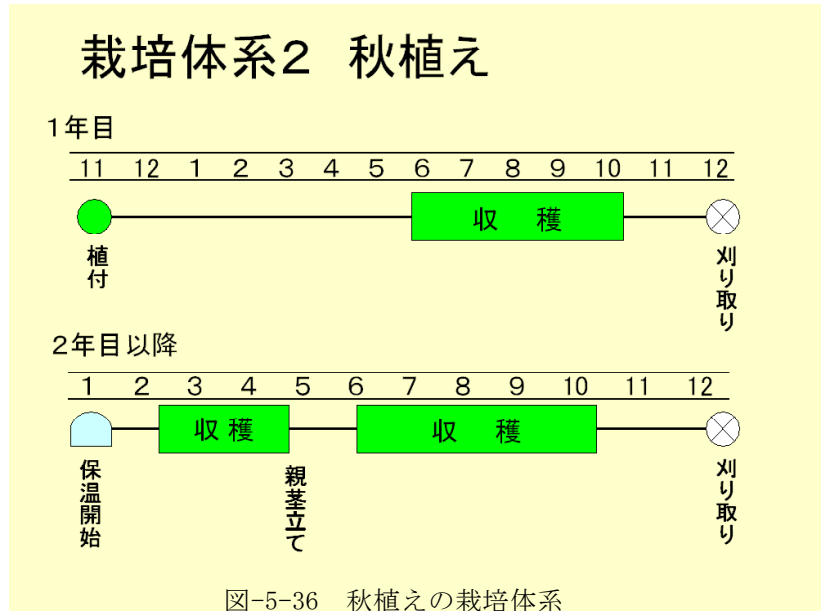 栽培体系2 秋植え
1年目
11 12 1 2 3 4 5 6 7 8 9 10 11 12
収 穫
植付
刈り取り
2年目以降
1 2 3 4 5 6 7 8 9 10 11 12
収穫
収 穫
保温開始
親茎立て
刈り取り
図-5-36 秋植えの栽培体系